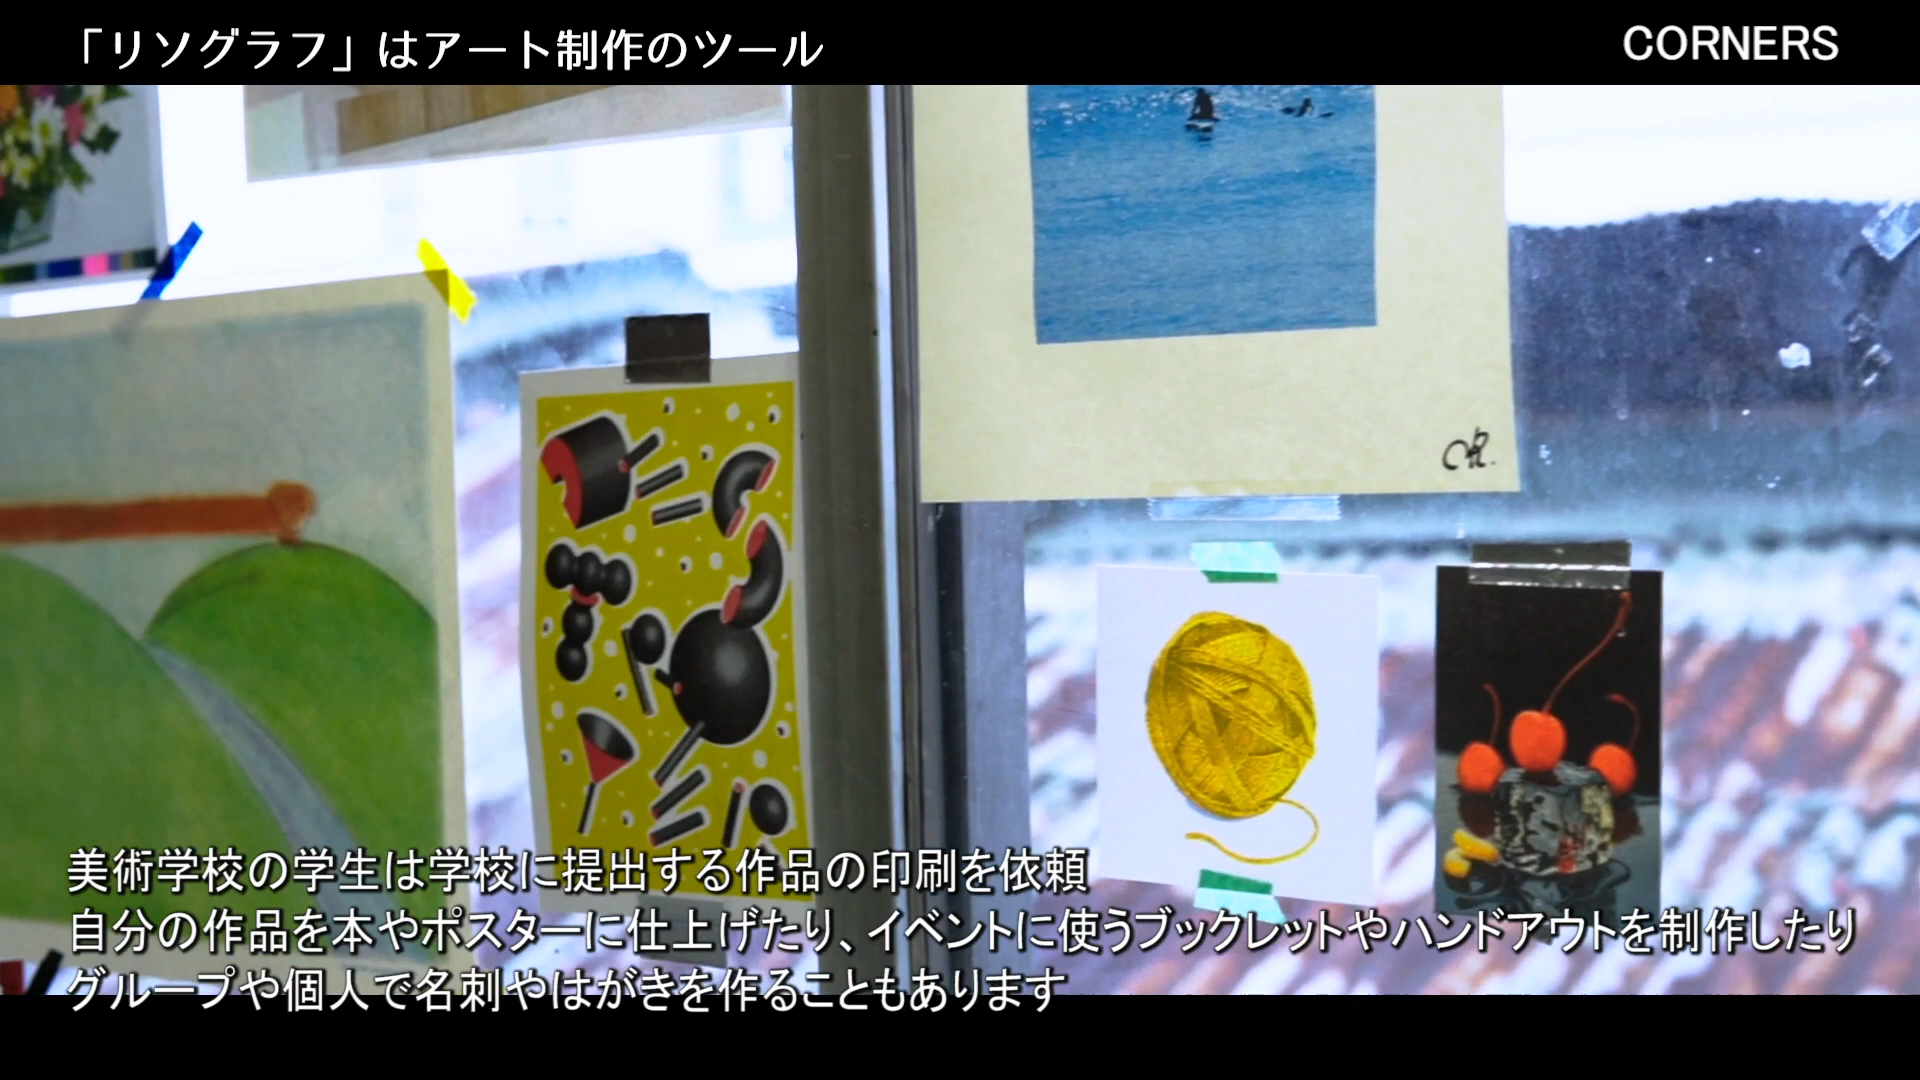 「リソグラフ」はアート制作のツール
CORNERS
美術学校の学生は学校に提出する作品の印刷を依頼
自分の作品を本やポスターに仕上げたり、イベントに使うブックレットやハンドアウトを制作したり
グループや個人で名刺やはがきを作ることもあります